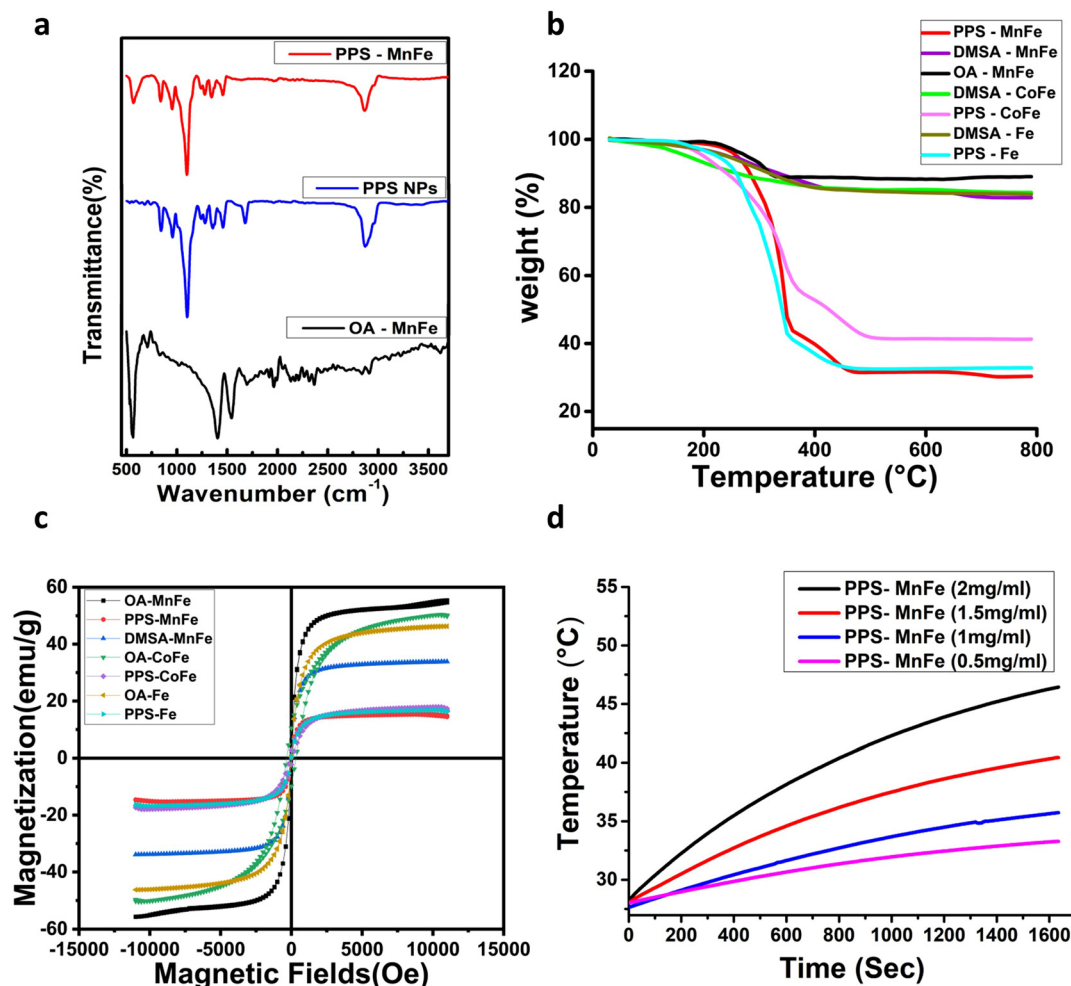 a
PPS - MnFe
PPS NPs
OA - MnFe
Transmittance(%)
500 1000 1500 2000 2500 3000 3500
Wavenumber (cm-1)
b
PPS - MnFe
DMSA - MnFe
OA - MnFe
DMSA - CoFe
PPS - CoFe
DMSA - Fe
PPS - Fe
120
100
80
60
40
20
weight (%)
0 200 400 600 800
Temperature (°C)
c
OA-MnFe
PPS-MnFe
DMSA-MnFe
OA-CoFe
PPS-CoFe
OA-Fe
PPS-Fe
60
40
20
0
-20
-40
-60
Magnetization(emu/g)
-15000 -10000 -5000 0 5000 10000 15000
Magnetic Fields(Oe)
d
PPS- MnFe (2mg/ml)
PPS- MnFe (1.5mg/ml)
PPS- MnFe (1mg/ml)
PPS- MnFe (0.5mg/ml)
55
50
45
40
35
30
Temperature (°C)
0 200 400 600 800 1000 1200 1400 1600
Time (Sec)